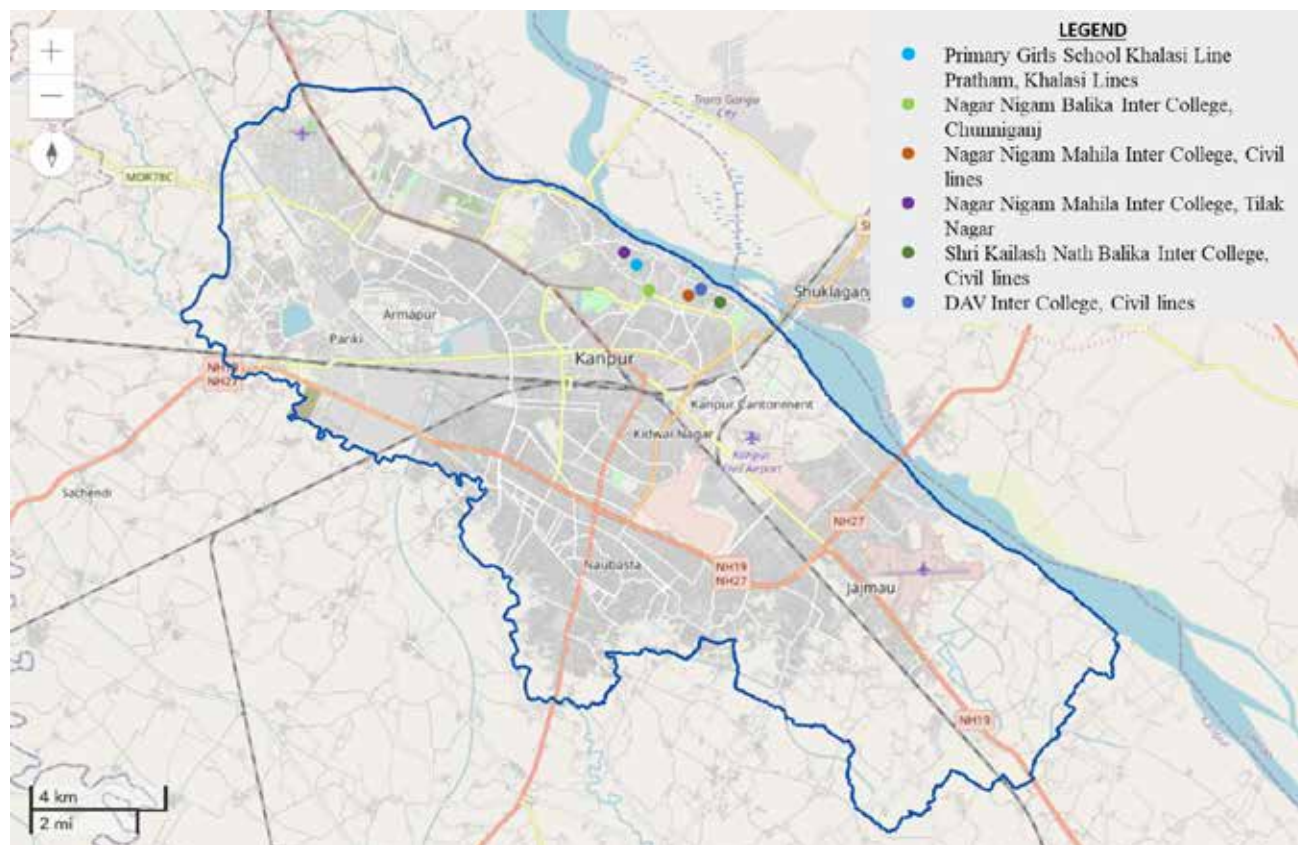 LEGEND
Primary Girls School Khalasi Line
Pratham, Khalasi Lines
Nagar Nigam Balika Inter College,
Chunniganj
Nagar Nigam Mahila Inter College, Civil
lines
Nagar Nigam Mahila Inter College, Tilak
Nagar
Shri Kailash Nath Balika Inter College,
Civil lines
DAV Inter College, Civil lines
+
−
Trans Ganga
City
MDR78C
Shuklaganj
Armapur
Panki
Kanpur
NH19
NH27
Kanpur Cantonment
Kidwai Nagar
Kanpur
Civil Airport
Sachendi
NH27
Naubasta
NH19
NH27
Jajmau
NH19
4 km
2 mi